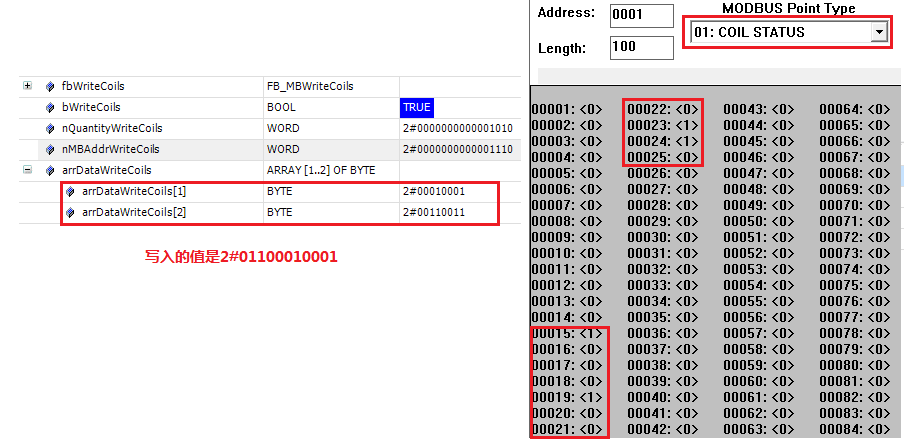 fbWriteCoils FB_MBWriteCoils
bWriteCoils BOOL TRUE
nQuantityWriteCoils WORD 2#0000000000001010
nMBAddrWriteCoils WORD 2#0000000000001110
arrDataWriteCoils ARRAY [1..2] OF BYTE
arrDataWriteCoils[1] BYTE 2#00010001
arrDataWriteCoils[2] BYTE 2#00110011
写入的值是2#01100010001
Address: 0001
MODBUS Point Type
01: COIL STATUS
Length: 100
00001: <0> 00022: <0> 00043: <0> 00064: <0>
00002: <0> 00023: <1> 00044: <0> 00065: <0>
00003: <0> 00024: <1> 00045: <0> 00066: <0>
00004: <0> 00025: <0> 00046: <0> 00067: <0>
00005: <0> 00026: <0> 00047: <0> 00068: <0>
00006: <0> 00027: <0> 00048: <0> 00069: <0>
00007: <0> 00028: <0> 00049: <0> 00070: <0>
00008: <0> 00029: <0> 00050: <0> 00071: <0>
00009: <0> 00030: <0> 00051: <0> 00072: <0>
00010: <0> 00031: <0> 00052: <0> 00073: <0>
00011: <0> 00032: <0> 00053: <0> 00074: <0>
00012: <0> 00033: <0> 00054: <0> 00075: <0>
00013: <0> 00034: <0> 00055: <0> 00076: <0>
00014: <0> 00035: <0> 00056: <0> 00077: <0>
00015: <1> 00036: <0> 00057: <0> 00078: <0>
00016: <0> 00037: <0> 00058: <0> 00079: <0>
00017: <0> 00038: <0> 00059: <0> 00080: <0>
00018: <0> 00039: <0> 00060: <0> 00081: <0>
00019: <1> 00040: <0> 00061: <0> 00082: <0>
00020: <0> 00041: <0> 00062: <0> 00083: <0>
00021: <0> 00042: <0> 00063: <0> 00084: <0>